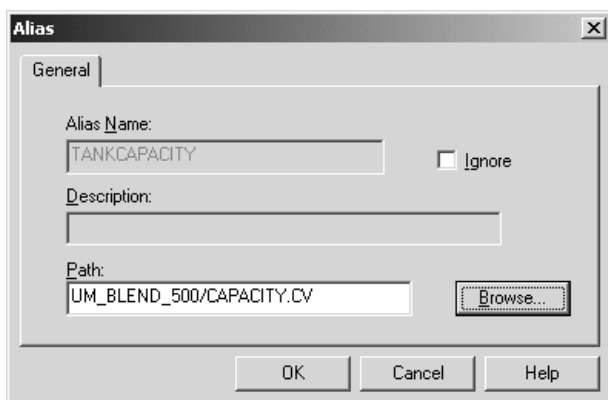 Alias
General
Alias Name:
TANKCAPACITY
Ignore
Description:
Path:
UM_BLEND_500/CAPACITY.CV
Browse...
OK Cancel Help